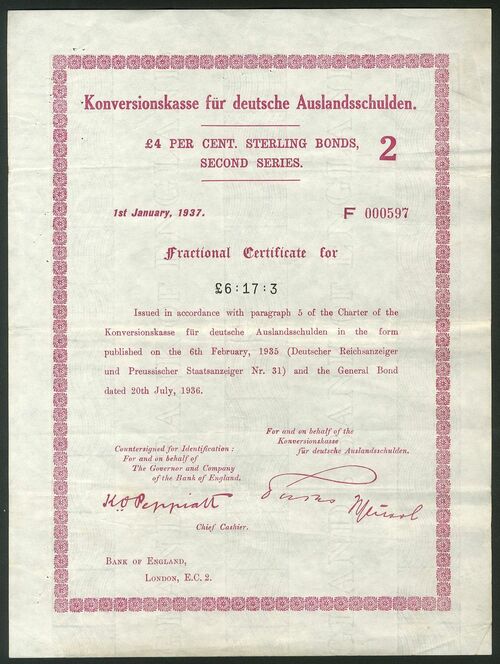 Konversionskasse für deutsche Auslandsschulden.
£4 PER CENT. STERLING BONDS,
SECOND SERIES.
2
1st January, 1937.
F 000597
Fractional Certificate for
£6:17:3
Issued in accordance with paragraph 5 of the Charter of the
Konversionskasse für deutsche Auslandsschulden in the form
published on the 6th February, 1935 (Deutscher Reichsanzeiger
und Preussischer Staatsanzeiger Nr. 31) and the General Bond
dated 20th July, 1936.
For and on behalf of the
Konversionskasse
für deutsche Auslandsschulden.
Countersigned for Identification :
For and on behalf of
The Governor and Company
of the Bank of England,
K.O. Peppiatt
Chief Cashier.
BANK OF ENGLAND,
LONDON, E.C. 2.